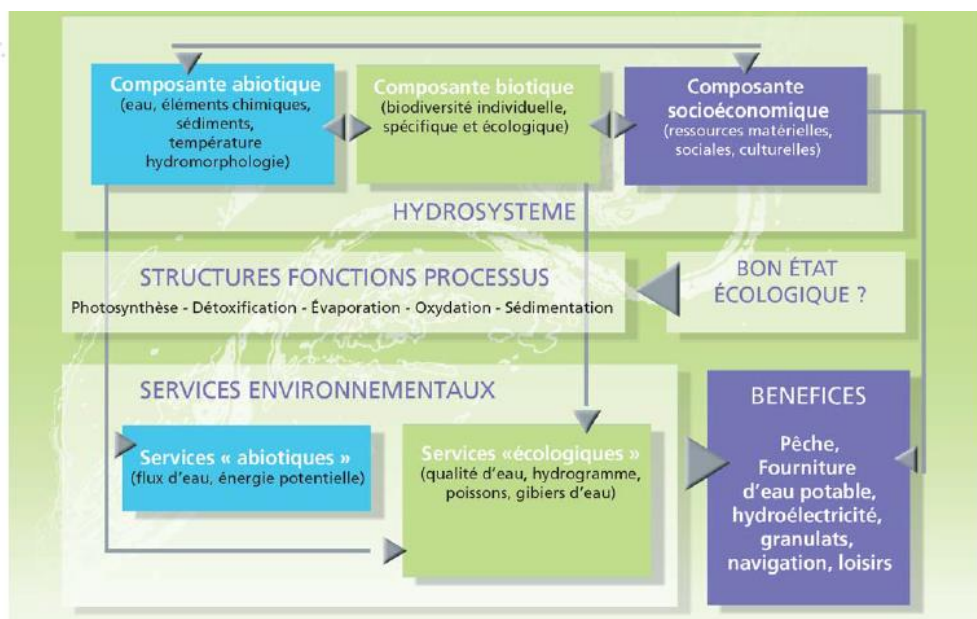 Composante abiotique
(eau, éléments chimiques,
sédiments,
température
hydromorphologie)
Composante biotique
(biodiversité individuelle,
spécifique et écologique)
Composante
socioéconomique
(ressources matérielles,
sociales, culturelles)
HYDROSYSTEME
STRUCTURES FONCTIONS PROCESSUS
Photosynthèse - Détoxification - Évaporation - Oxydation - Sédimentation
BON ÉTAT
ÉCOLOGIQUE ?
SERVICES ENVIRONNEMENTAUX
Services « abiotiques »
(flux d'eau, énergie potentielle)
Services «écologiques »
(qualité d'eau, hydrogramme,
poissons, gibiers d'eau)
BENEFICES
Pêche,
Fourniture
d'eau potable,
hydroélectricité,
granulats,
navigation, loisirs